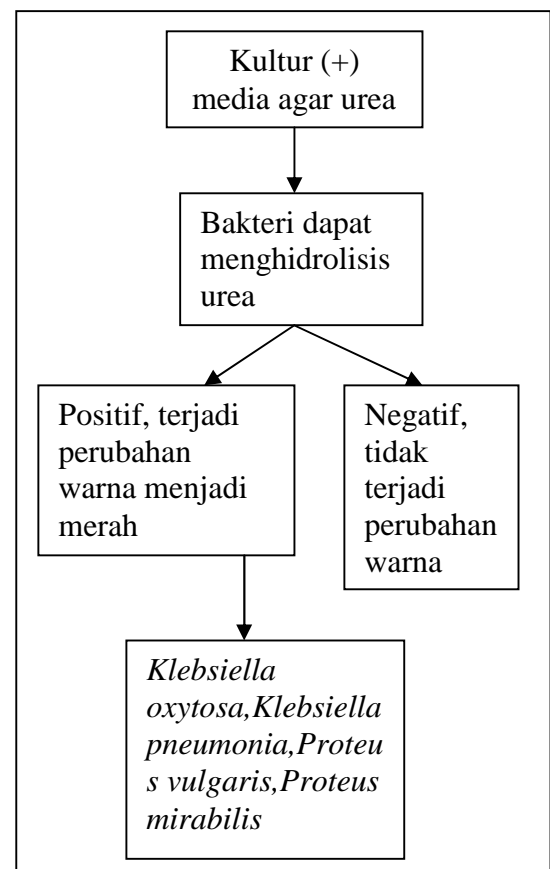 Kultur (+)
media agar urea
Bakteri dapat
menghidrolisis
urea
Positif, terjadi
perubahan
warna menjadi
merah
Negatif,
tidak
terjadi
perubahan
warna
Klebsiella
oxytosa,Klebsiella
pneumonia,Proteu
s vulgaris,Proteus
mirabilis